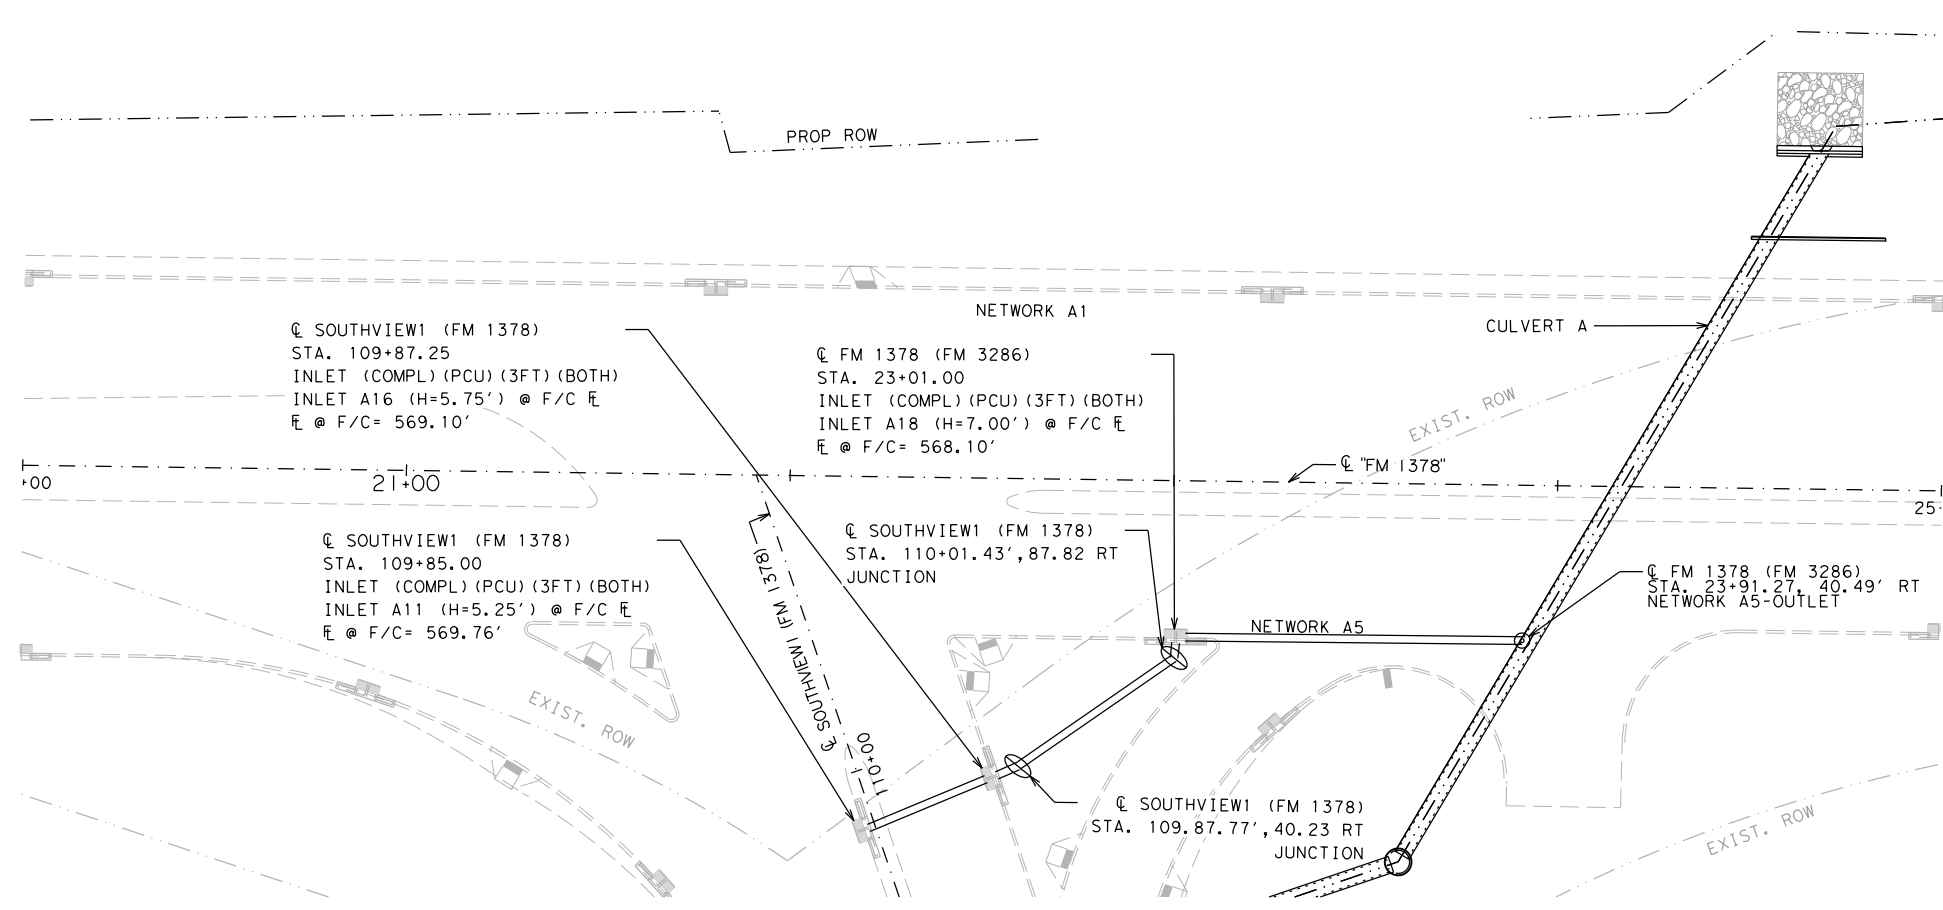 PROP ROW
NETWORK A1
℄ SOUTHVIEW1 (FM 1378)
STA. 109+87.25
INLET (COMPL)(PCU)(3FT)(BOTH)
INLET A16 (H=5.75') @ F/C FL
FL @ F/C= 569.10'
℄ FM 1378 (FM 3286)
STA. 23+01.00
INLET (COMPL)(PCU)(3FT)(BOTH)
INLET A18 (H=7.00') @ F/C FL
FL @ F/C= 568.10'
CULVERT A
EXIST. ROW
℄ "FM 1378"
+00
21+00
25+
℄ SOUTHVIEW1 (FM 1378)
STA. 109+85.00
INLET (COMPL)(PCU)(3FT)(BOTH)
INLET A11 (H=5.25') @ F/C FL
FL @ F/C= 569.76'
℄ SOUTHVIEW1 (FM 1378)
℄ SOUTHVIEW1 (FM 1378)
STA. 110+01.43',87.82 RT
JUNCTION
℄ FM 1378 (FM 3286)
STA. 23+91.27, 40.49' RT
NETWORK A5-OUTLET
NETWORK A5
EXIST. ROW
110+00
℄ SOUTHVIEW1 (FM 1378)
STA. 109.87.77',40.23 RT
JUNCTION
EXIST. ROW